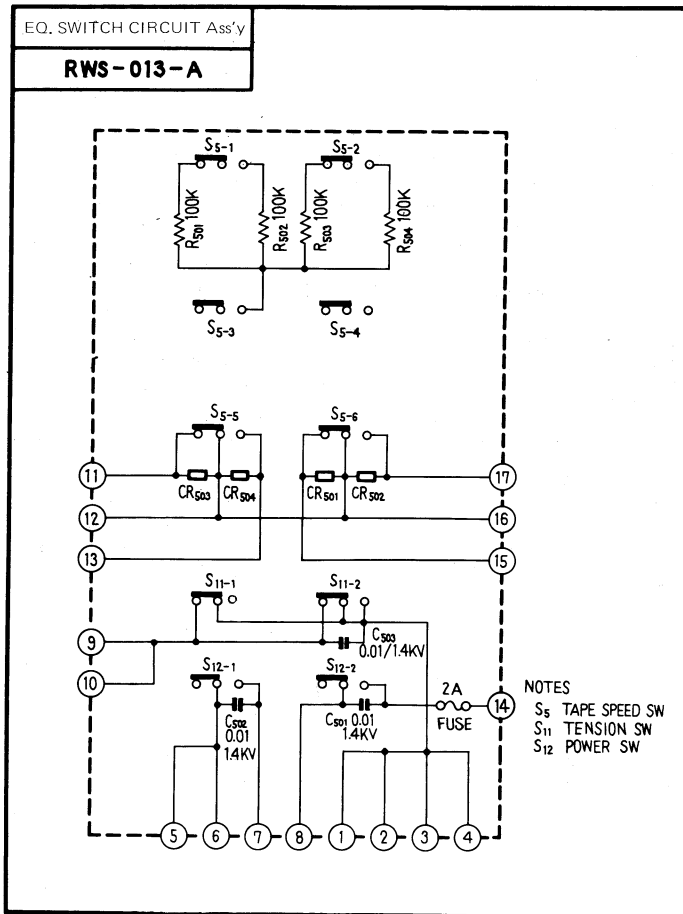 EQ. SWITCH CIRCUIT Ass'y
RWS-013-A
S5-1
S5-2
R501 100K
R502 100K
R503 100K
R504 100K
S5-3
S5-4
S5-5
S5-6
11
CR503
CR504
CR501
CR502
17
12
16
13
15
S11-1
S11-2
9
C503
0.01/1.4KV
10
S12-1
S12-2
2A
14
NOTES
FUSE
S5 TAPE SPEED SW
S11 TENSION SW
S12 POWER SW
C502
0.01
1.4KV
C501 0.01
1.4KV
5
6
7
8
1
2
3
4